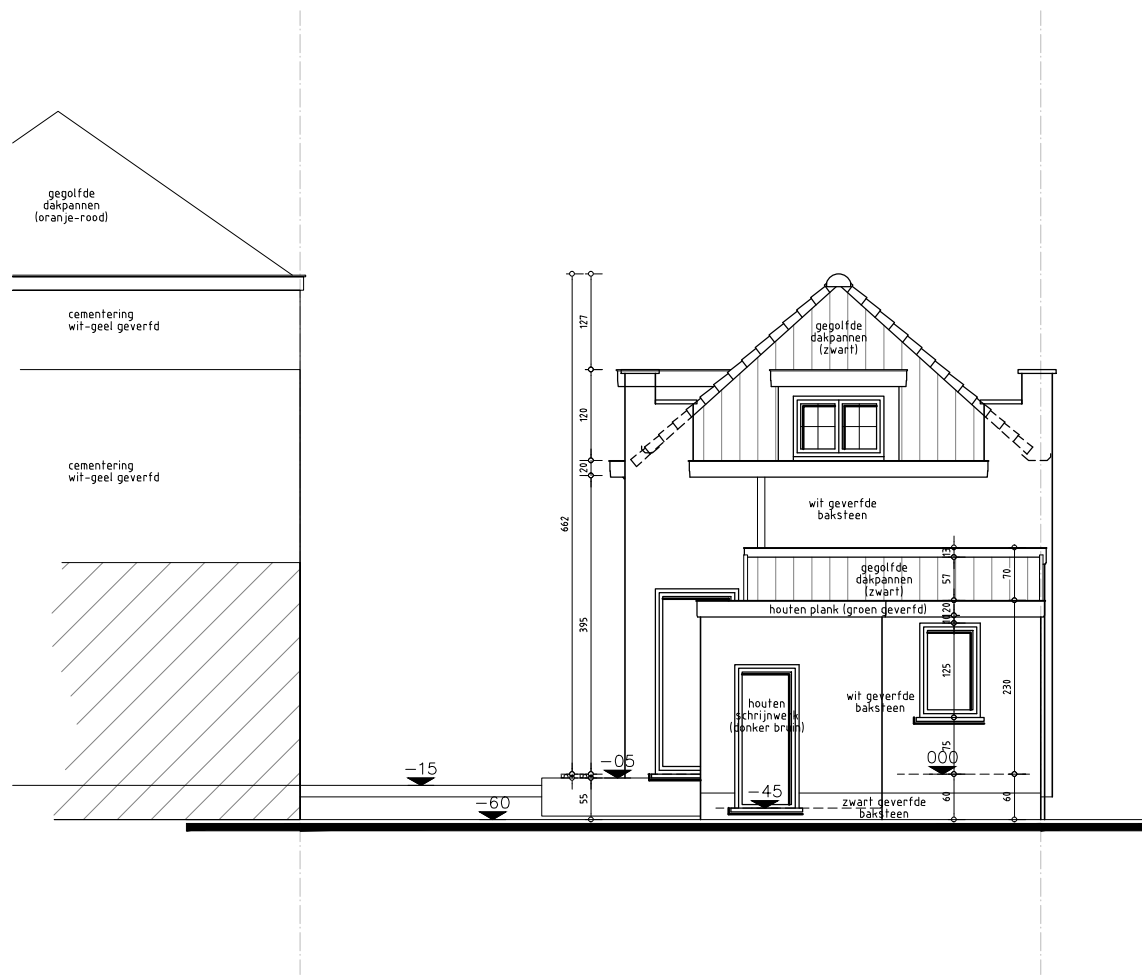 gegolfde
dakpannen
(oranje-rood)
cementering
wit-geel geverfd
127
gegolfde
dakpannen
(zwart)
120
cementering
wit-geel geverfd
20
662
wit geverfde
baksteen
13
gegolfde
dakpannen
(zwart)
57
70
houten plank (groen geverfd)
20
10
395
125
230
houten
schrijnwerk
(donker bruin)
wit geverfde
baksteen
75
-15
-05
000
-60
55
-45
zwart geverfde
baksteen
60
60